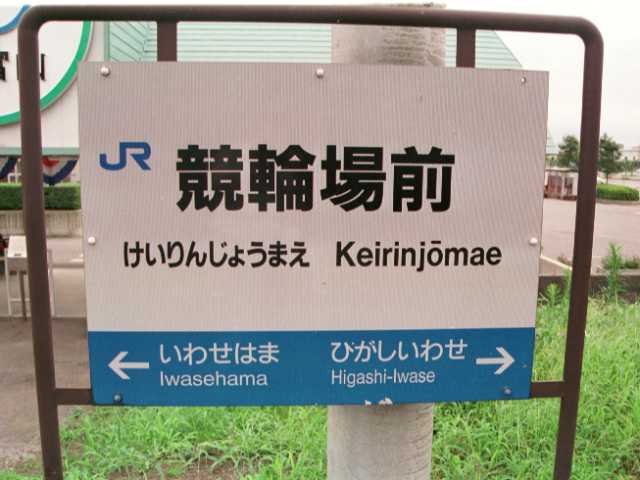 JR 競輪場前
けいりんじょうまえ Keirinjōmae
← いわせはま びがしいわせ →
Iwasehama Higashi-Iwase